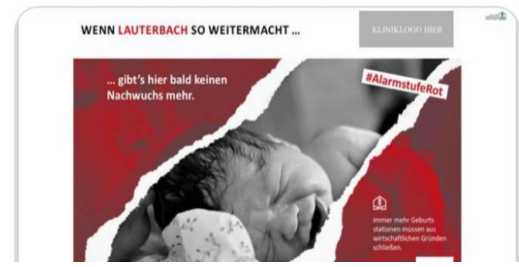 WENN LAUTERBACH SO WEITERMACHT ...
KLINIKLOGO HIER
... gibt's hier bald keinen
Nachwuchs mehr.
#AlarmstufeRot
Immer mehr Geburts
stationen müssen aus
wirtschaftlichen Gründen
schließen.